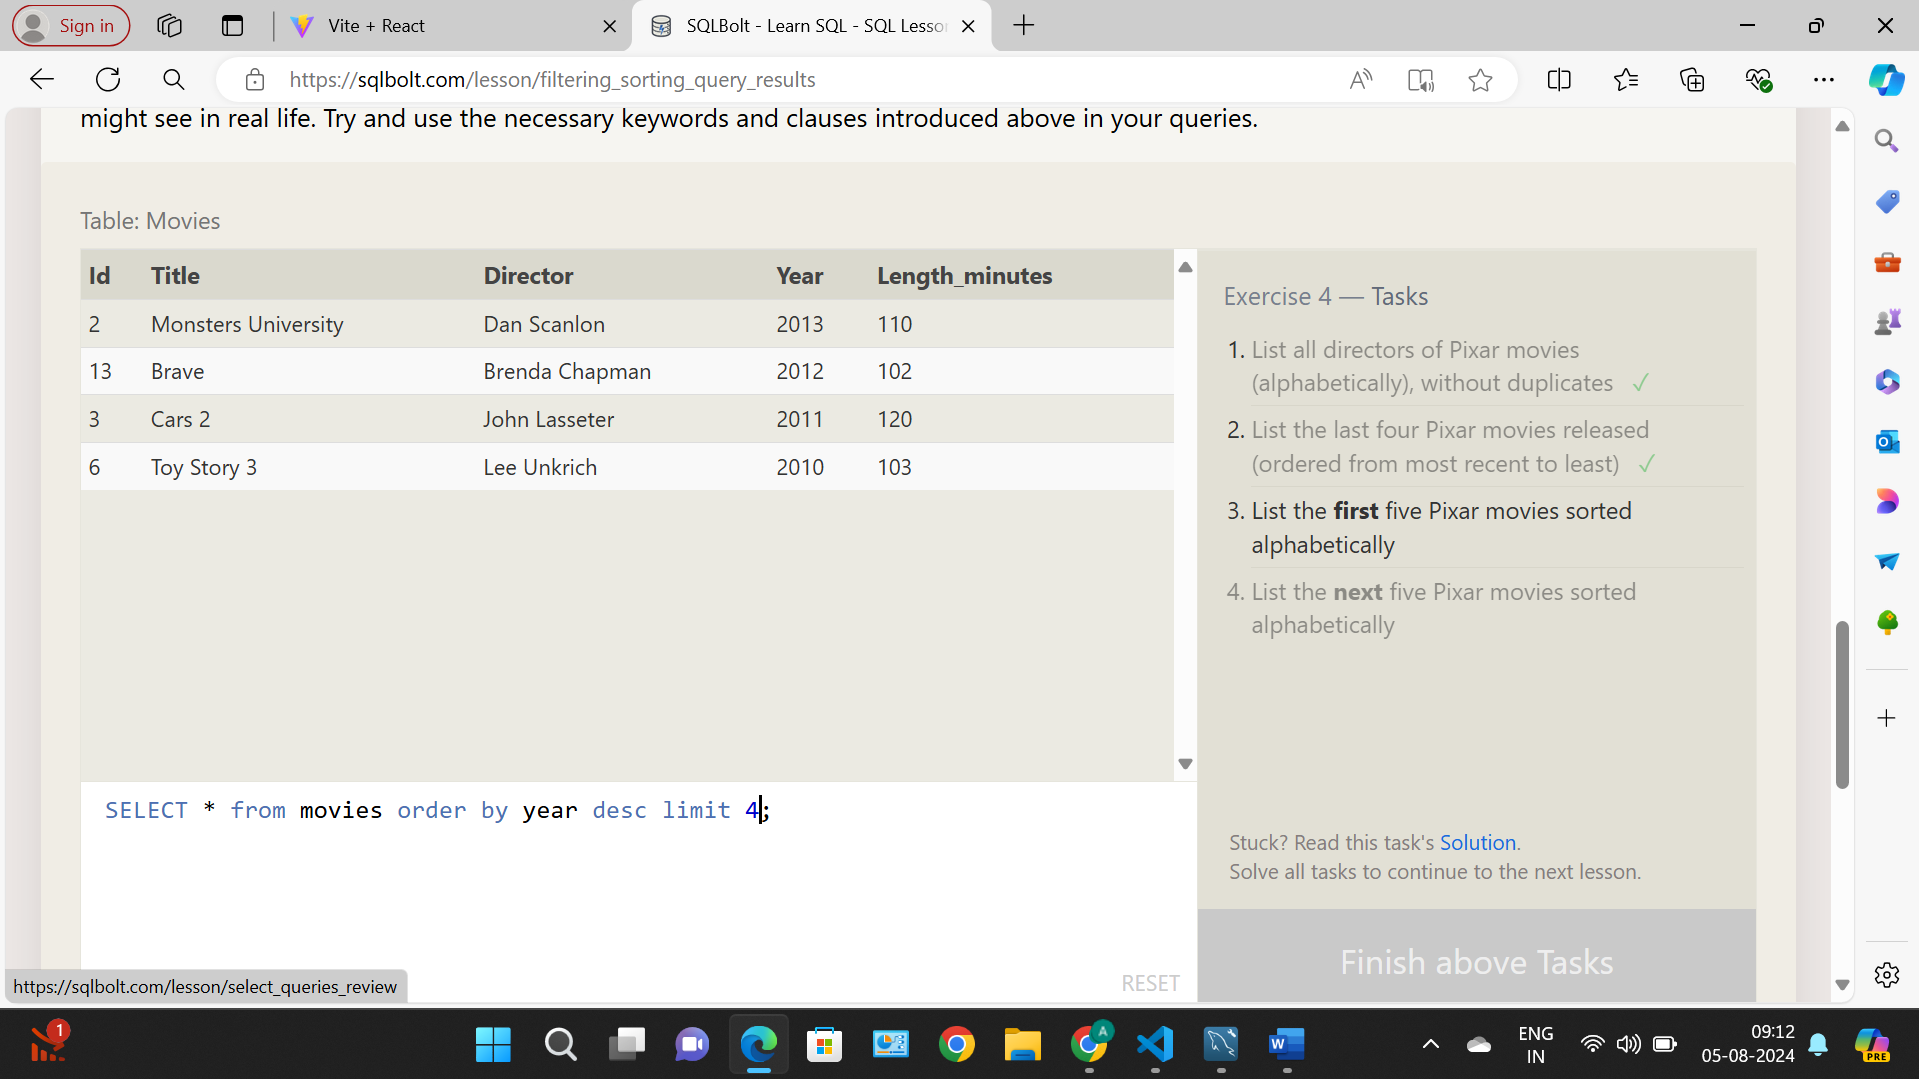 Sign in
Vite + React
SQLBolt - Learn SQL - SQL Lesso
https://sqlbolt.com/lesson/filtering_sorting_query_results
might see in real life. Try and use the necessary keywords and clauses introduced above in your queries.
Table: Movies
Id Title Director Year Length_minutes
2 Monsters University Dan Scanlon 2013 110
13 Brave Brenda Chapman 2012 102
3 Cars 2 John Lasseter 2011 120
6 Toy Story 3 Lee Unkrich 2010 103
SELECT * from movies order by year desc limit 4;
RESET
Exercise 4 — Tasks
1. List all directors of Pixar movies
(alphabetically), without duplicates ✓
2. List the last four Pixar movies released
(ordered from most recent to least) ✓
3. List the first five Pixar movies sorted
alphabetically
4. List the next five Pixar movies sorted
alphabetically
Stuck? Read this task's Solution.
Solve all tasks to continue to the next lesson.
Finish above Tasks
https://sqlbolt.com/lesson/select_queries_review
1
A
W
ENG
IN
09:12
05-08-2024
PRE